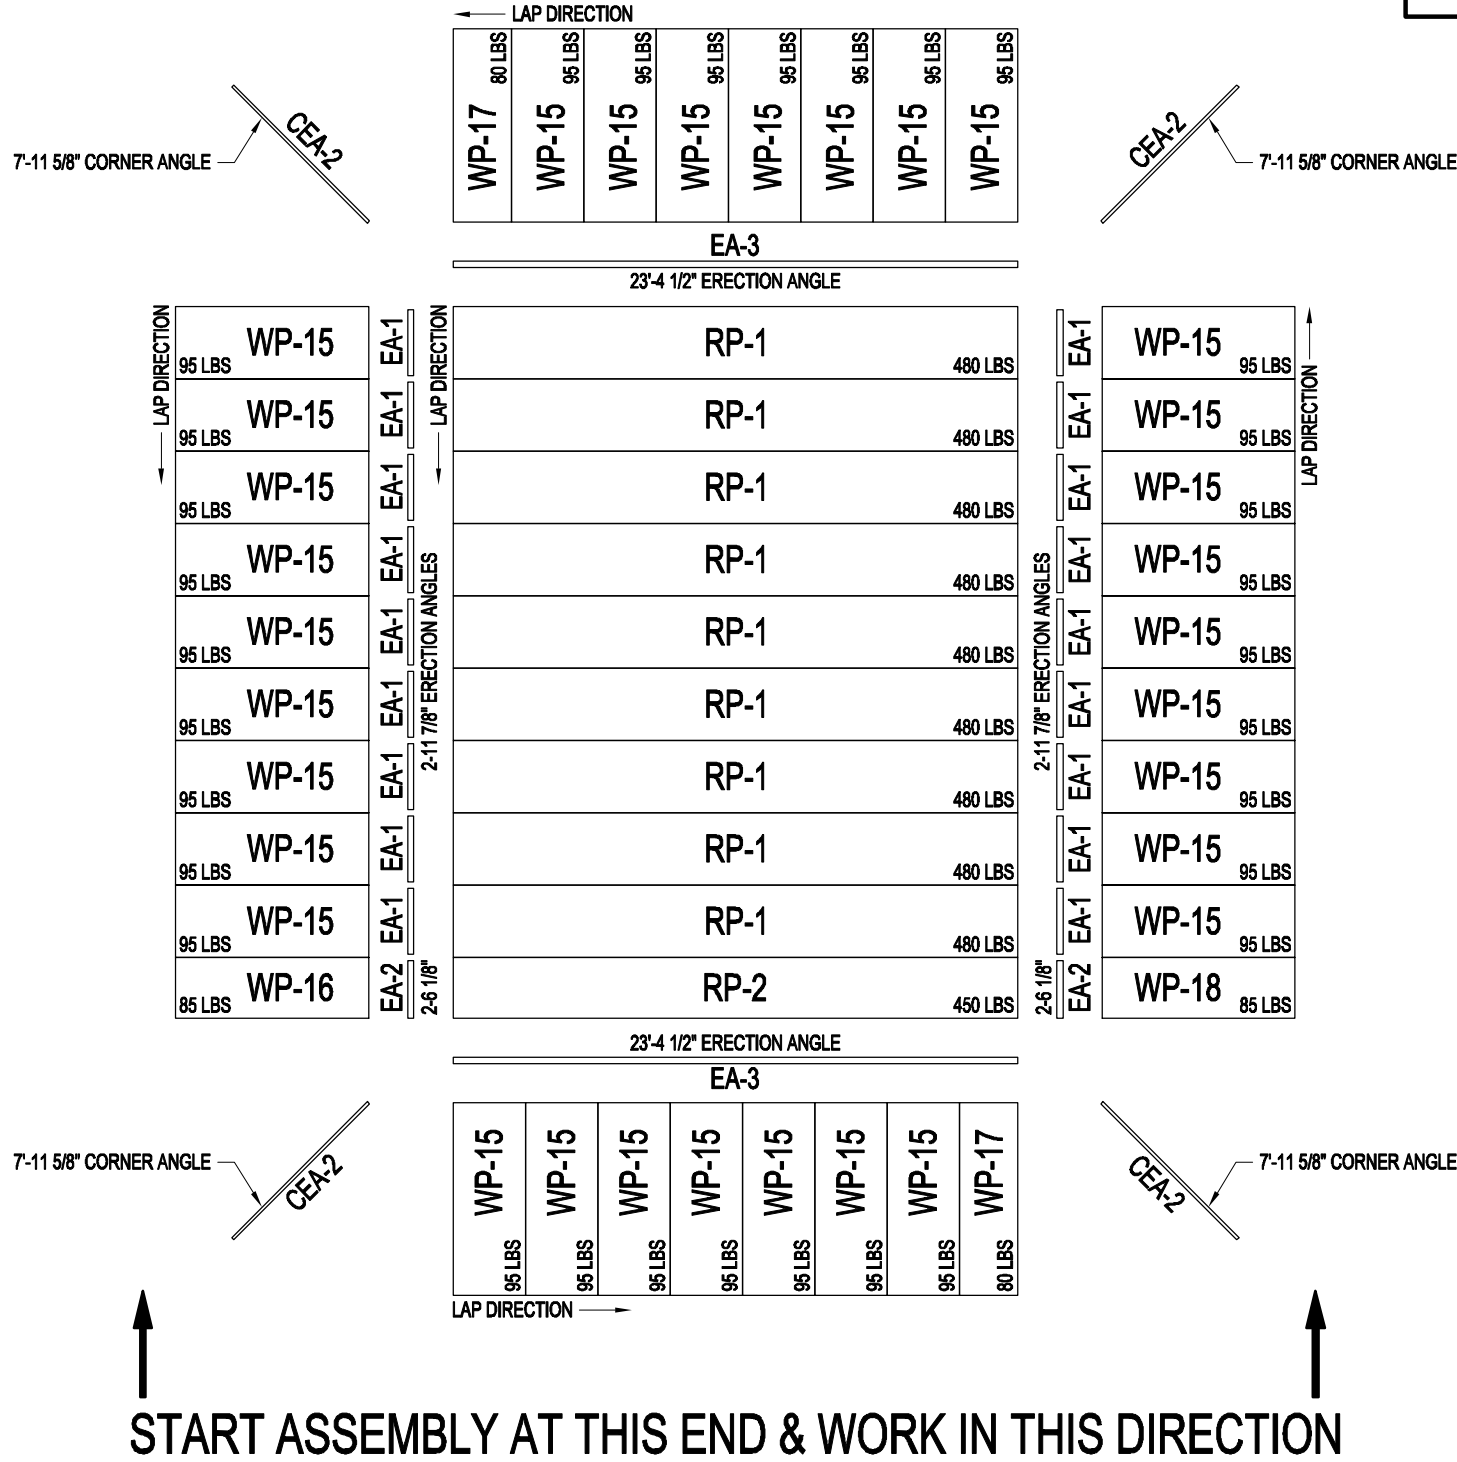 LAP DIRECTION
80 LBS 95 LBS 95 LBS 95 LBS 95 LBS 95 LBS 95 LBS 95 LBS
WP-17 WP-15 WP-15 WP-15 WP-15 WP-15 WP-15 WP-15
CEA-2 CEA-2
7'-11 5/8" CORNER ANGLE 7'-11 5/8" CORNER ANGLE
EA-3
23'-4 1/2" ERECTION ANGLE
LAP DIRECTION LAP DIRECTION LAP DIRECTION
WP-15 EA-1 RP-1 EA-1 WP-15
95 LBS 480 LBS 95 LBS
WP-15 EA-1 RP-1 EA-1 WP-15
95 LBS 480 LBS 95 LBS
WP-15 EA-1 RP-1 EA-1 WP-15
95 LBS 480 LBS 95 LBS
WP-15 EA-1 RP-1 EA-1 WP-15
95 LBS 480 LBS 95 LBS
2-11 7/8" ERECTION ANGLES 2-11 7/8" ERECTION ANGLES
WP-15 EA-1 RP-1 EA-1 WP-15
95 LBS 480 LBS 95 LBS
WP-15 EA-1 RP-1 EA-1 WP-15
95 LBS 480 LBS 95 LBS
WP-15 EA-1 RP-1 EA-1 WP-15
95 LBS 480 LBS 95 LBS
WP-15 EA-1 RP-1 EA-1 WP-15
95 LBS 480 LBS 95 LBS
WP-15 EA-1 RP-1 EA-1 WP-15
95 LBS 480 LBS 95 LBS
WP-16 EA-2 2-6 1/8" RP-2 2-6 1/8" EA-2 WP-18
85 LBS 450 LBS 85 LBS
23'-4 1/2" ERECTION ANGLE
EA-3
WP-15 WP-15 WP-15 WP-15 WP-15 WP-15 WP-15 WP-17
7'-11 5/8" CORNER ANGLE 7'-11 5/8" CORNER ANGLE
CEA-2 CEA-2
95 LBS 95 LBS 95 LBS 95 LBS 95 LBS 95 LBS 95 LBS 80 LBS
LAP DIRECTION
START ASSEMBLY AT THIS END & WORK IN THIS DIRECTION